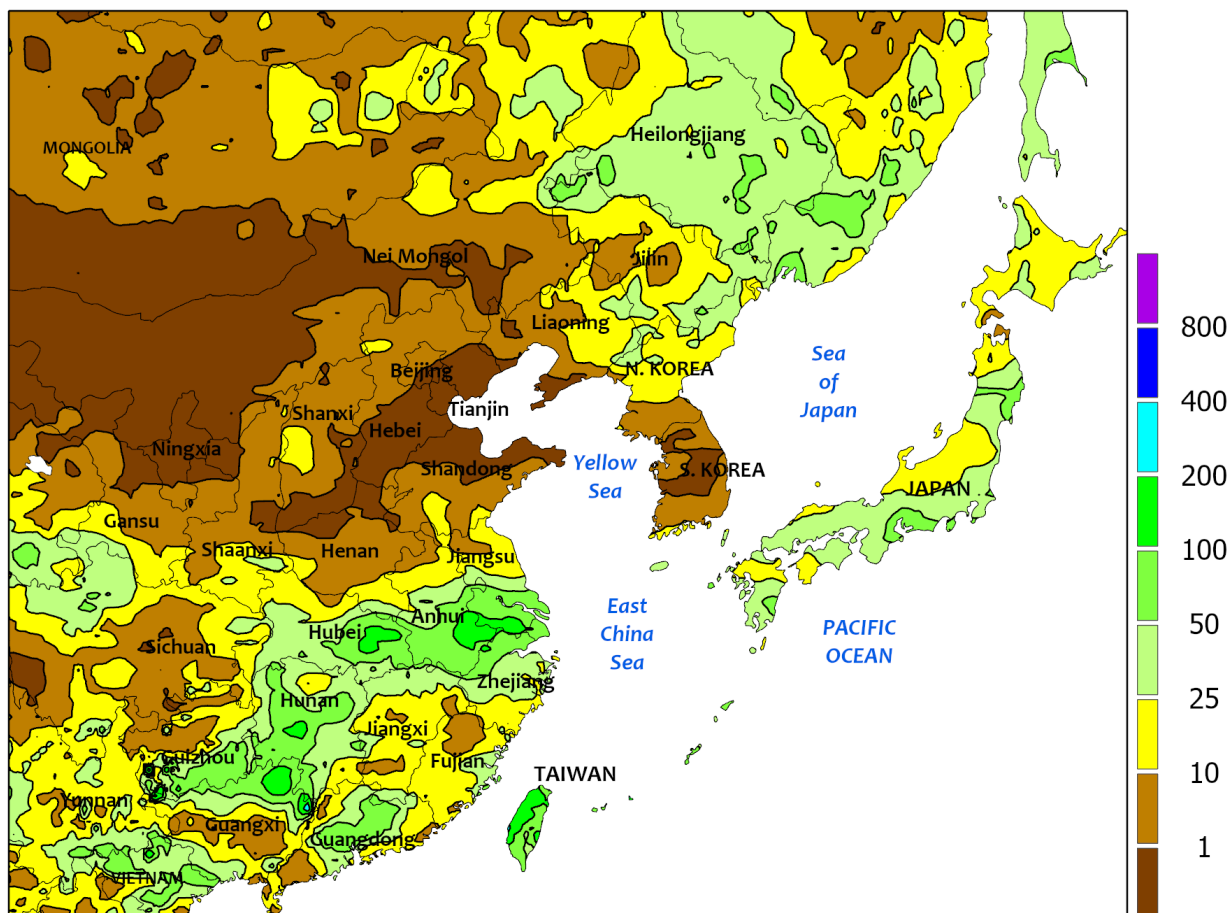 Heilongjiang
MONGOLIA
Nei Mongol
Jilin
Liaoning
Beijing
N. KOREA
Sea
of
Japan
Tianjin
Shanxi
Hebei
Ningxia
Shandong
Yellow
Sea
S. KOREA
JAPAN
Gansu
Shaanxi
Henan
Jiangsu
East
China
Sea
PACIFIC
OCEAN
Anhui
Hubei
Sichuan
Zhejiang
Hunan
Jiangxi
Guizhou
Fujian
TAIWAN
Yunnan
Guangxi
Guangdong
VIETNAM
800
400
200
100
50
25
10
1